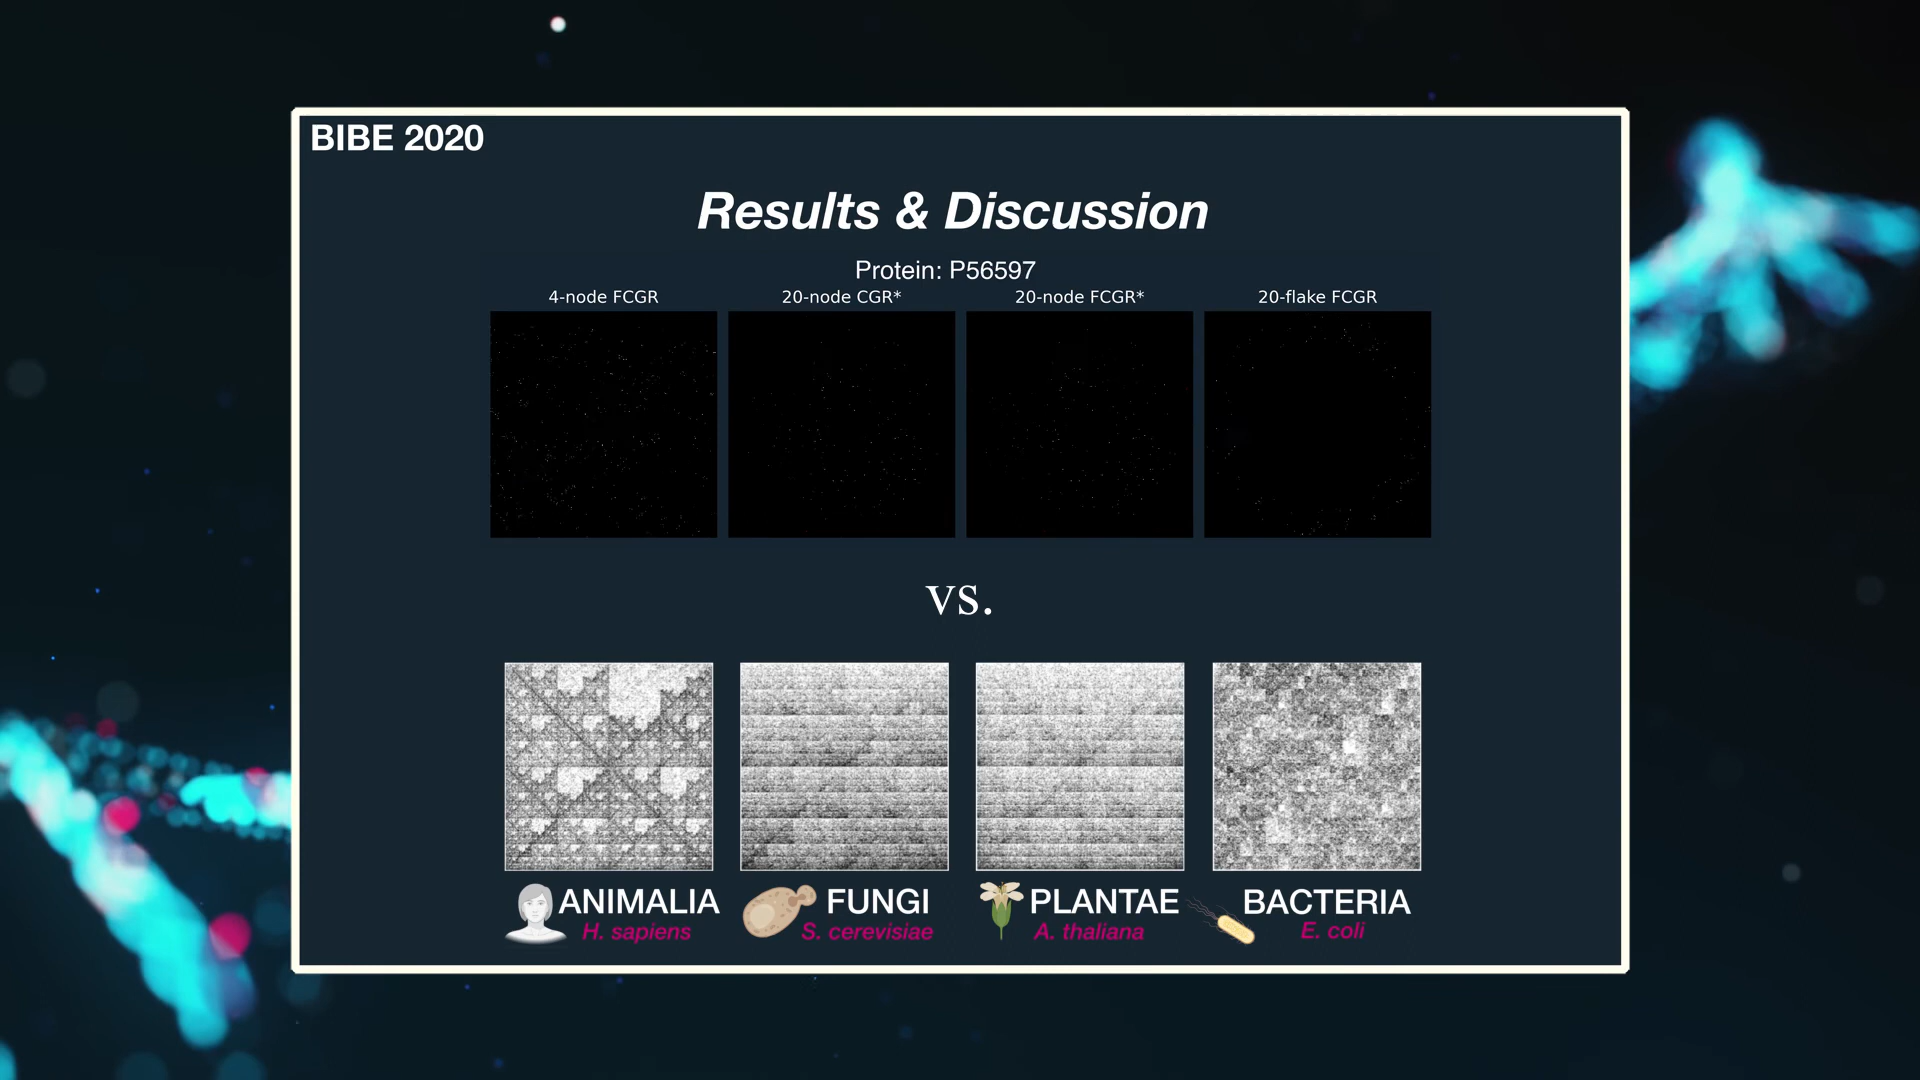 BIBE 2020
Results & Discussion
Protein: P56597
4-node FCGR
20-node CGR*
20-node FCGR*
20-flake FCGR
vs.
ANIMALIA
H. sapiens
FUNGI
S. cerevisiae
PLANTAE
A. thaliana
BACTERIA
E. coli